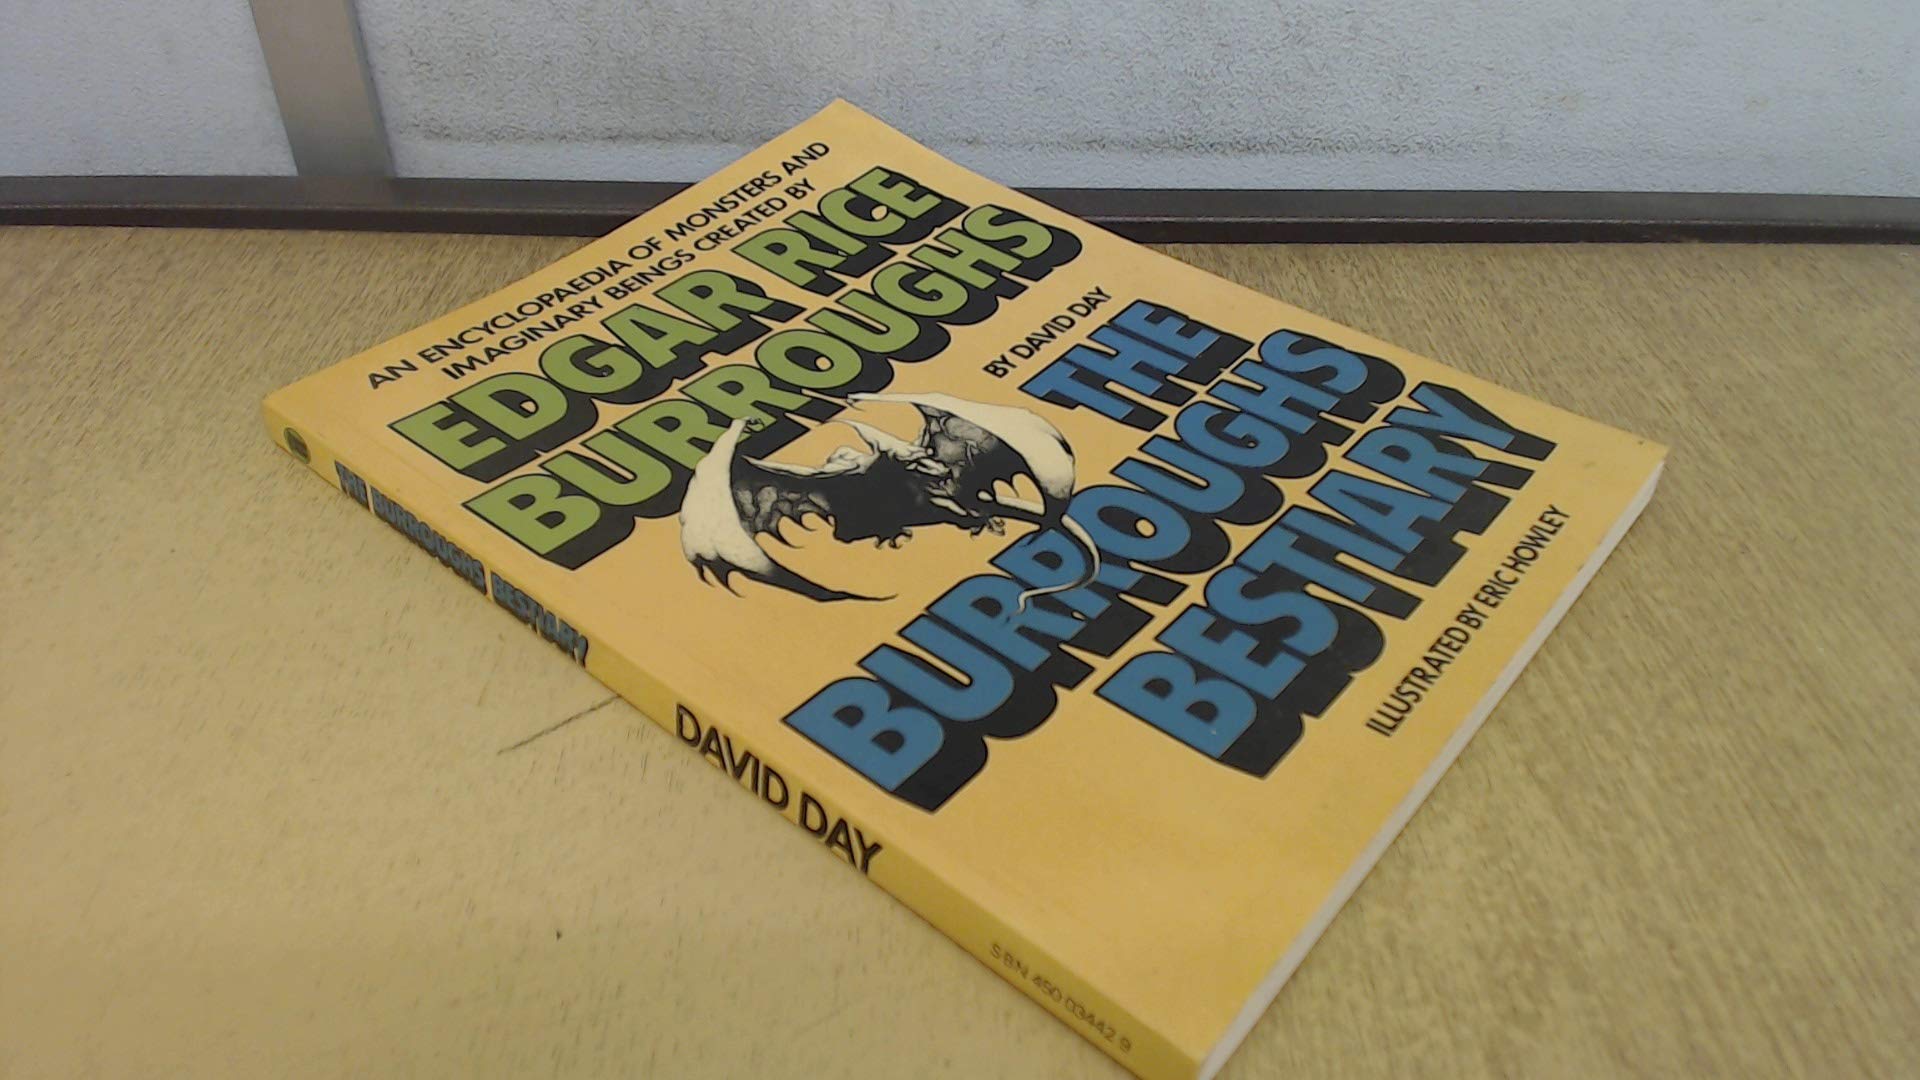 AN ENCYCLOPAEDIA OF MONSTERS AND
IMAGINARY BEINGS CREATED BY
EDGAR RICE
BURROUGHS
BY DAVID DAY
THE
BURROUGHS
BESTIARY
ILLUSTRATED BY ERIC HOWLEY
THE BURROUGHS BESTIARY
DAVID DAY
SBN 450 03442 9